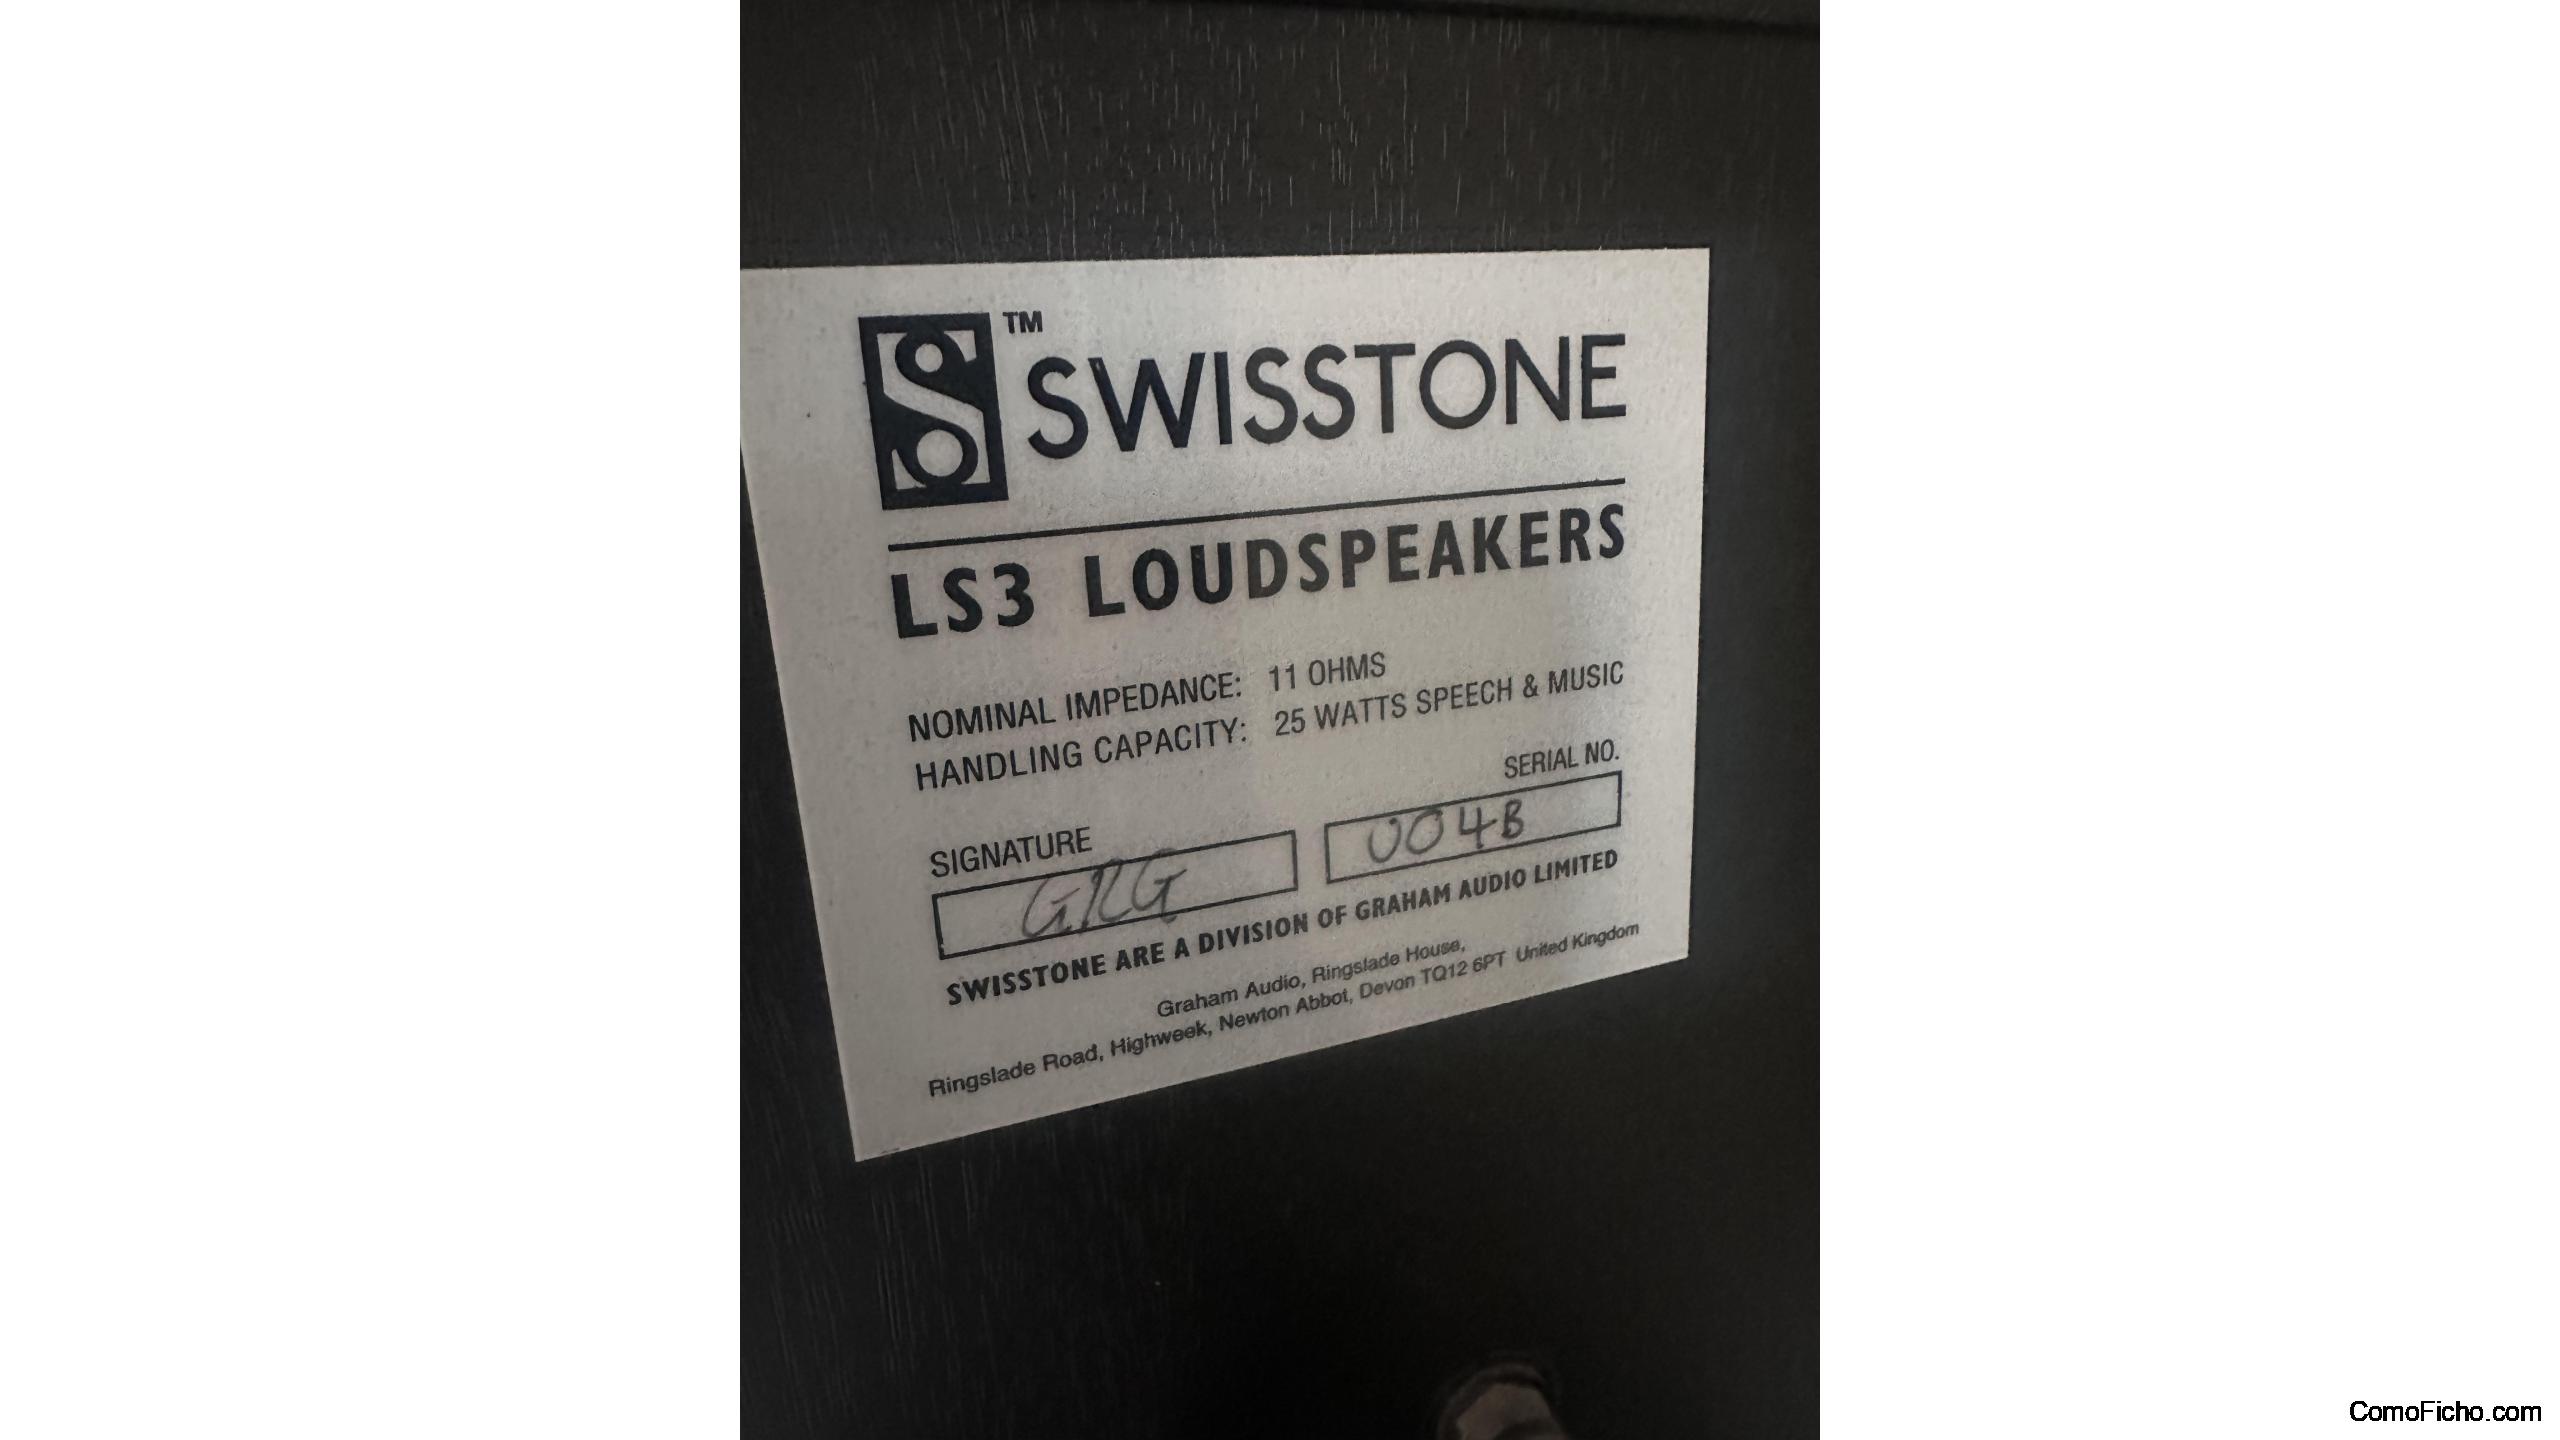 TM
SWISSTONE
LS3 LOUDSPEAKERS
NOMINAL IMPEDANCE: 11 OHMS
HANDLING CAPACITY: 25 WATTS SPEECH & MUSIC
SERIAL NO.
SIGNATURE
GRG 004B
SWISSTONE ARE A DIVISION OF GRAHAM AUDIO LIMITED
Graham Audio, Ringslade House,
Ringslade Road, Highweek, Newton Abbot, Devon TQ12 6PT United Kingdom
ComoFicho.com